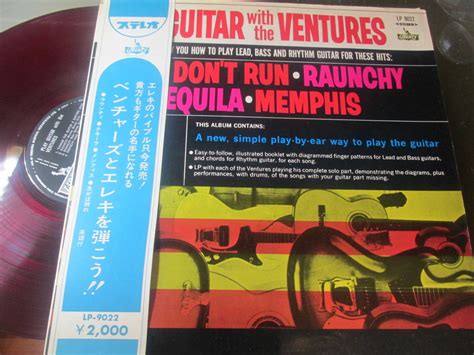 ステレオ
Liberty
GUITAR with the VENTURES
LP 9022
Liberty
YOU HOW TO PLAY LEAD, BASS AND RHYTHM GUITAR FOR THESE HITS:
DON'T RUN • RAUNCHY
EQUILA • MEMPHIS
THIS ALBUM CONTAINS:
A new, simple play-by-ear way to play the guitar
• Easy-to-follow, illustrated booklet with diagrammed finger patterns for Lead and Bass guitars, and chords for Rhythm guitar, for each song.
• LP with each of the Ventures playing his complete solo part, demonstrating the diagrams, plus performances, with drums, of the songs with your guitar part missing.
エレキのバイブル只今発売!
貴方もギターの名手になれる
ベンチャーズとエレキを弾こう!!
LP-9022
¥2,000